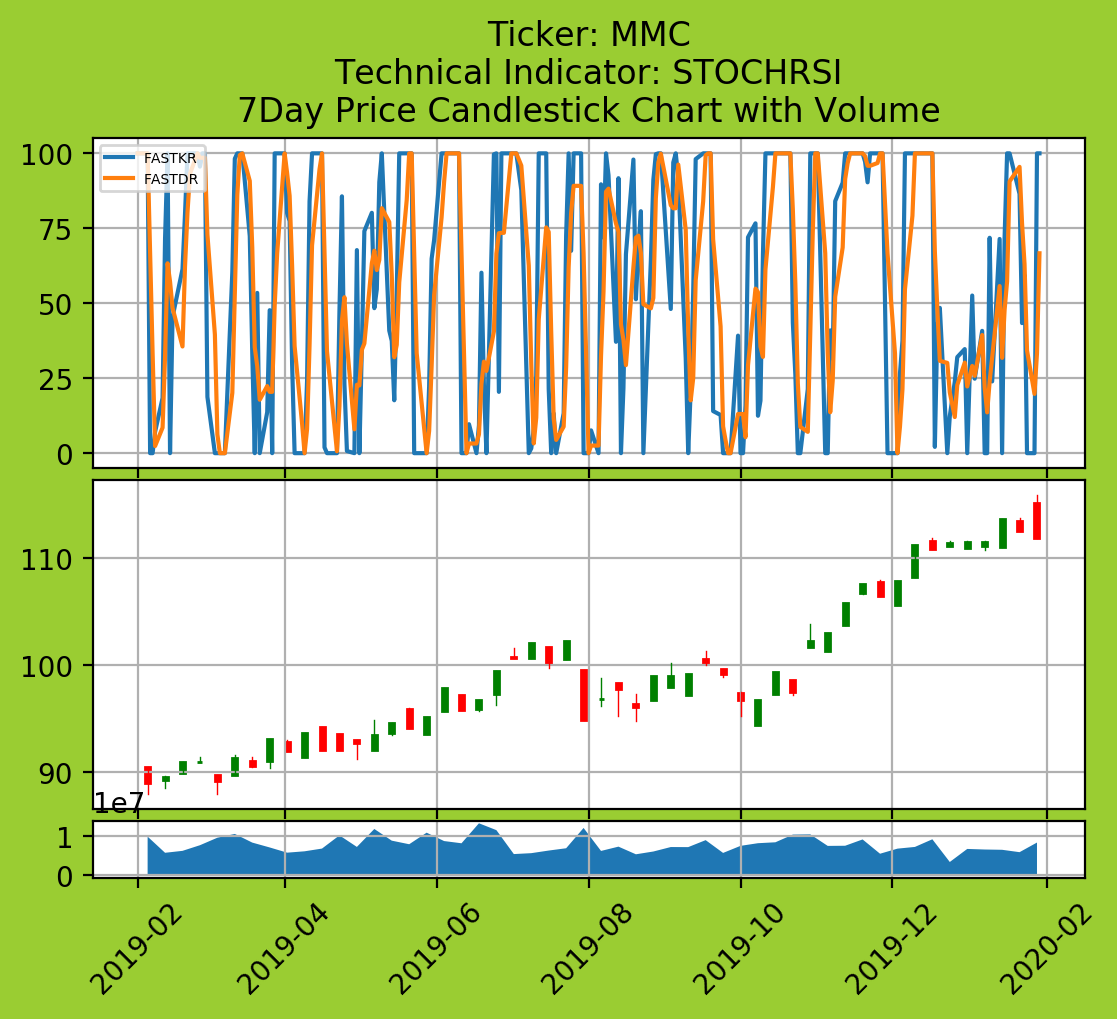 Ticker: MMC
Technical Indicator: STOCHRSI
7Day Price Candlestick Chart with Volume
100
75
50
25
0
FASTKR
FASTDR
110
100
90
1e7
1
0
2019-02
2019-04
2019-06
2019-08
2019-10
2019-12
2020-02